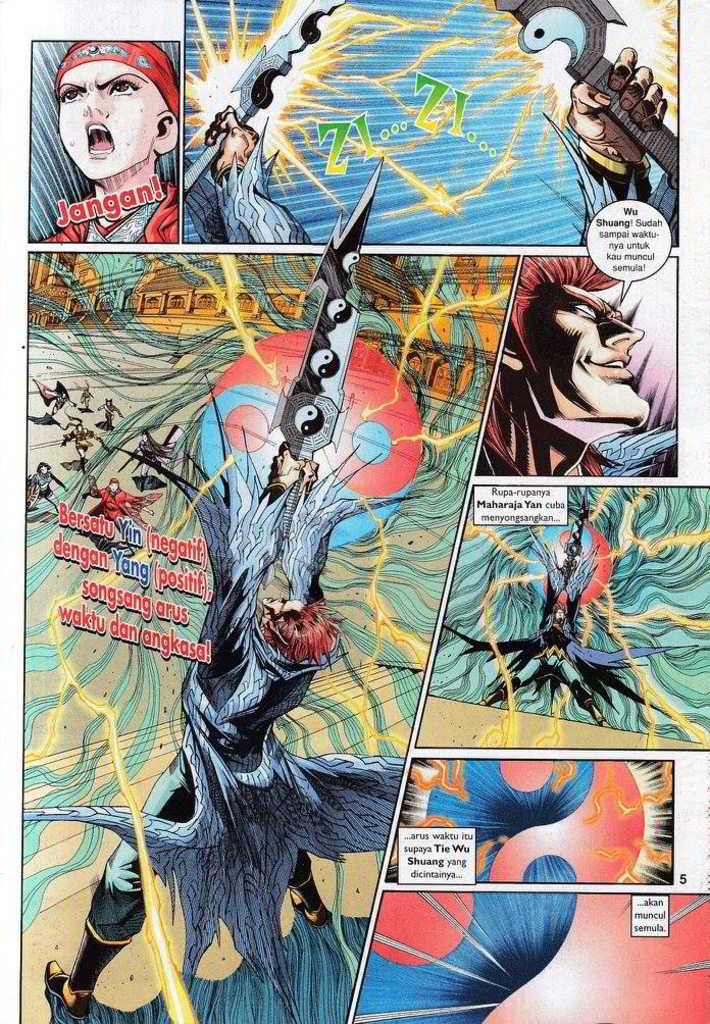 Jangan!
ZI... ZI...
Wu
Shuang! Sudah
sampai waktu-
nya untuk
kau muncul
semula!
Bersatu Yin (negatif)
dengan Yang (positif),
songsang arus
waktu dan angkasa!
Rupa-rupanya
Maharaja Yan cuba
menyongsangkan...
...arus waktu itu
supaya Tie Wu
Shuang yang
dicintainya...
5
...akan
muncul
semula.